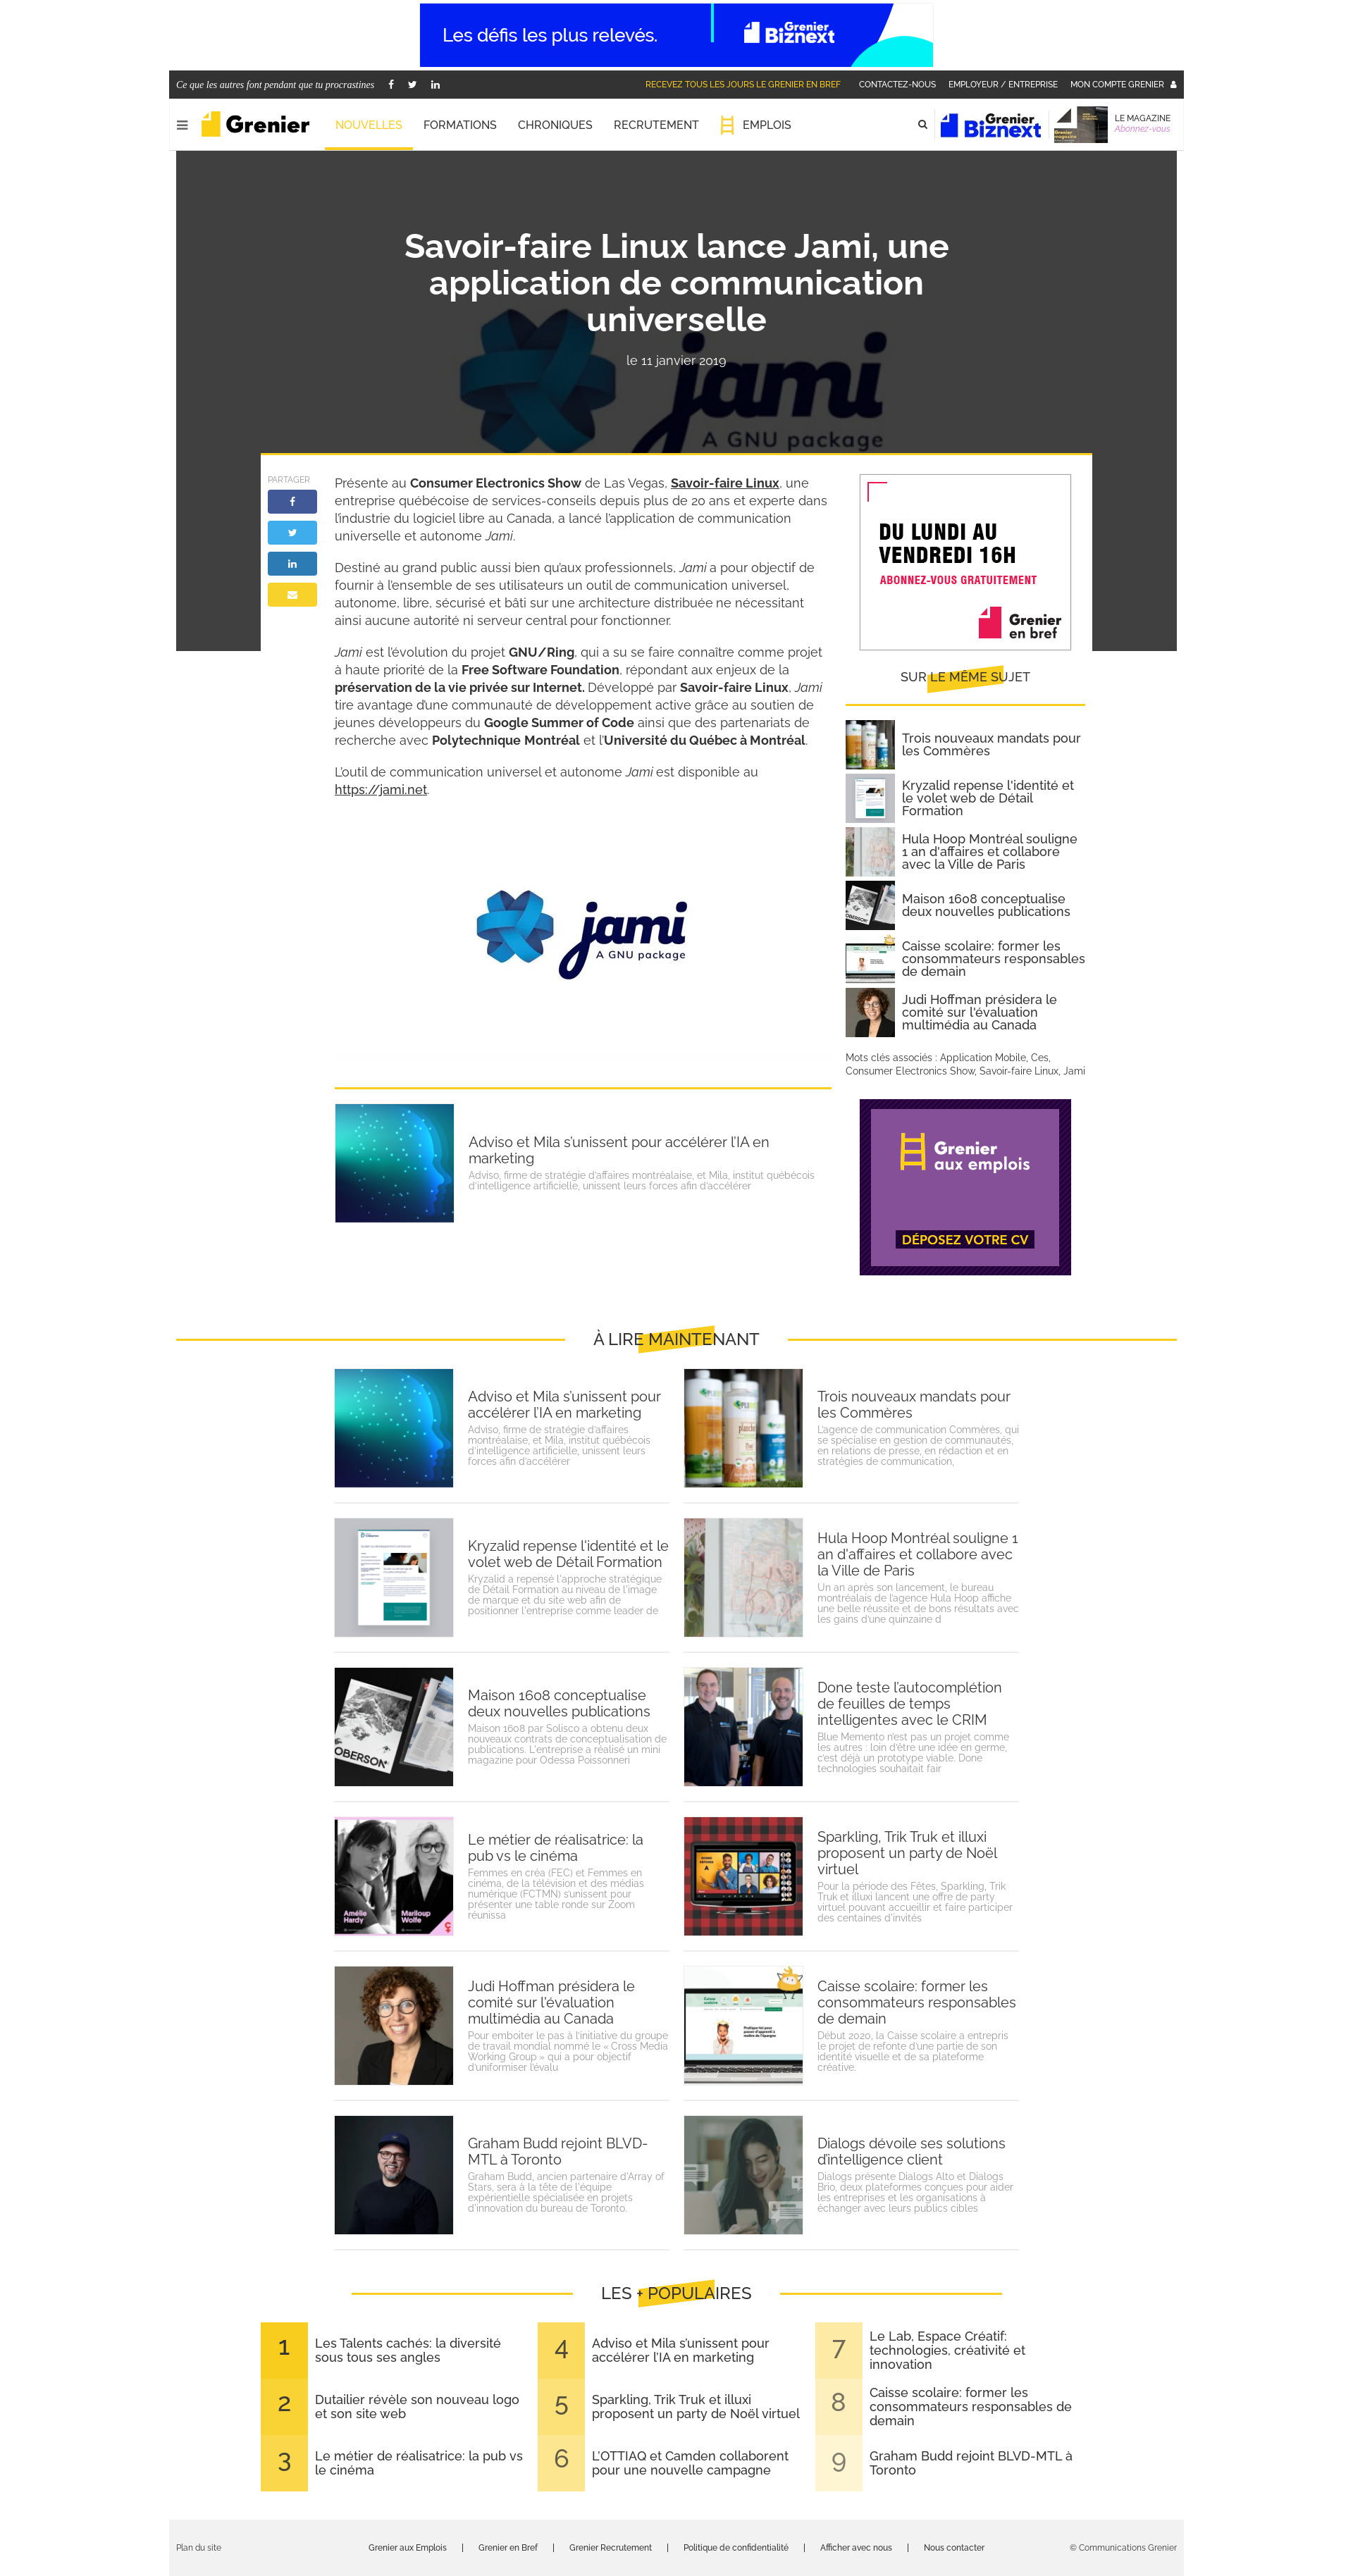 Les défis les plus relevés.
Grenier
Biznext
Ce que les autres font pendant que tu procrastines
RECEVEZ TOUS LES JOURS LE GRENIER EN BREF
CONTACTEZ-NOUS
EMPLOYEUR / ENTREPRISE
MON COMPTE GRENIER
Grenier
NOUVELLES
FORMATIONS
CHRONIQUES
RECRUTEMENT
EMPLOIS
Grenier
Biznext
LE MAGAZINE
Abonnez-vous
Savoir-faire Linux lance Jami, une
application de communication
universelle
le 11 janvier 2019
jami
A GNU package
PARTAGER
Présente au Consumer Electronics Show de Las Vegas, Savoir-faire Linux, une
entreprise québécoise de services-conseils depuis plus de 20 ans et experte dans
l’industrie du logiciel libre au Canada, a lancé l’application de communication
universelle et autonome Jami.
Destiné au grand public aussi bien qu’aux professionnels, Jami a pour objectif de
fournir à l’ensemble de ses utilisateurs un outil de communication universel,
autonome, libre, sécurisé et bâti sur une architecture distribuée ne nécessitant
ainsi aucune autorité ni serveur central pour fonctionner.
Jami est l’évolution du projet GNU/Ring, qui a su se faire connaître comme projet
à haute priorité de la Free Software Foundation, répondant aux enjeux de la
préservation de la vie privée sur Internet. Développé par Savoir-faire Linux, Jami
tire avantage d’une communauté de développement active grâce au soutien de
jeunes développeurs du Google Summer of Code ainsi que des partenariats de
recherche avec Polytechnique Montréal et l’Université du Québec à Montréal.
L’outil de communication universel et autonome Jami est disponible au
https://jami.net.
jami
A GNU package
DU LUNDI AU
VENDREDI 16H
ABONNEZ-VOUS GRATUITEMENT
Grenier
en bref
SUR LE MÊME SUJET
Trois nouveaux mandats pour
les Commères
Kryzalid repense l'identité et
le volet web de Détail
Formation
Hula Hoop Montréal souligne
1 an d'affaires et collabore
avec la Ville de Paris
Maison 1608 conceptualise
deux nouvelles publications
Caisse scolaire: former les
consommateurs responsables
de demain
Judi Hoffman présidera le
comité sur l'évaluation
multimédia au Canada
Mots clés associés : Application Mobile, Ces,
Consumer Electronics Show, Savoir-faire Linux, Jami
Grenier
aux emplois
DÉPOSEZ VOTRE CV
Adviso et Mila s’unissent pour accélérer l’IA en
marketing
Adviso, firme de stratégie d’affaires montréalaise, et Mila, institut québécois
d’intelligence artificielle, unissent leurs forces afin d’accélérer
À LIRE MAINTENANT
Adviso et Mila s’unissent pour
accélérer l’IA en marketing
Adviso, firme de stratégie d’affaires
montréalaise, et Mila, institut québécois
d’intelligence artificielle, unissent leurs
forces afin d’accélérer
Trois nouveaux mandats pour
les Commères
L’agence de communication Commères, qui
se spécialise en gestion de communautés,
en relations de presse, en rédaction et en
stratégies de communication,
Kryzalid repense l'identité et le
volet web de Détail Formation
Kryzalid a repensé l'approche stratégique
de Détail Formation au niveau de l'image
de marque et du site web afin de
positionner l'entreprise comme leader de
Hula Hoop Montréal souligne 1
an d'affaires et collabore avec
la Ville de Paris
Un an après son lancement, le bureau
montréalais de l’agence Hula Hoop affiche
une belle réussite et de bons résultats avec
les gains d’une quinzaine d
Maison 1608 conceptualise
deux nouvelles publications
Maison 1608 par Solisco a obtenu deux
nouveaux contrats de conceptualisation de
publications. L'entreprise a réalisé un mini
magazine pour Odessa Poissonneri
OBERSON
Done teste l’autocomplétion
de feuilles de temps
intelligentes avec le CRIM
Blue Memento n’est pas un projet comme
les autres : loin d’être une idée en germe,
c’est déjà un prototype viable. Done
technologies souhaitait fair
Amélie
Hardy
Mariloup
Wolfe
Le métier de réalisatrice: la
pub vs le cinéma
Femmes en créa (FEC) et Femmes en
cinéma, de la télévision et des médias
numérique (FCTMN) s’unissent pour
présenter une table ronde sur Zoom
réunissa
Sparkling, Trik Truk et illuxi
proposent un party de Noël
virtuel
Pour la période des Fêtes, Sparkling, Trik
Truk et illuxi lancent une offre de party
virtuel pouvant accueillir et faire participer
des centaines d'invités
Judi Hoffman présidera le
comité sur l'évaluation
multimédia au Canada
Pour emboiter le pas à l’initiative du groupe
de travail mondial nommé le « Cross Media
Working Group » qui a pour objectif
d’uniformiser l’évalu
Caisse scolaire: former les
consommateurs responsables
de demain
Début 2020, la Caisse scolaire a entrepris
le projet de refonte d’une partie de son
identité visuelle et de sa plateforme
créative.
Graham Budd rejoint BLVD-
MTL à Toronto
Graham Budd, ancien partenaire d'Array of
Stars, sera à la tête de l'équipe
expérientielle spécialisée en projets
d'innovation du bureau de Toronto.
Dialogs dévoile ses solutions
d’intelligence client
Dialogs présente Dialogs Alto et Dialogs
Brio, deux plateformes conçues pour aider
les entreprises et les organisations à
échanger avec leurs publics cibles
LES + POPULAIRES
1
Les Talents cachés: la diversité
sous tous ses angles
2
Dutailier révèle son nouveau logo
et son site web
3
Le métier de réalisatrice: la pub vs
le cinéma
4
Adviso et Mila s’unissent pour
accélérer l’IA en marketing
5
Sparkling, Trik Truk et illuxi
proposent un party de Noël virtuel
6
L'OTTIAQ et Camden collaborent
pour une nouvelle campagne
7
Le Lab, Espace Créatif:
technologies, créativité et
innovation
8
Caisse scolaire: former les
consommateurs responsables de
demain
9
Graham Budd rejoint BLVD-MTL à
Toronto
Plan du site
Grenier aux Emplois | Grenier en Bref | Grenier Recrutement | Politique de confidentialité | Afficher avec nous | Nous contacter
© Communications Grenier